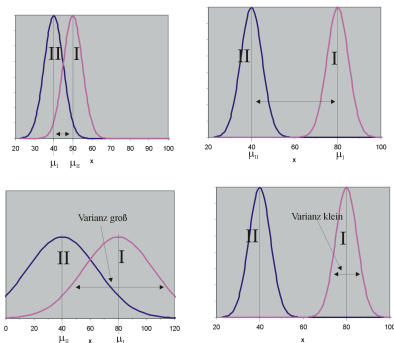 II I
20 30 40 50 60 70 80 90 100
μI μII x
II I
20 40 60 80 100
μII x μI
Varianz groß
II I
0 20 40 60 80 100 120
μII x μI
Varianz klein
II I
20 40 60 80 100
x